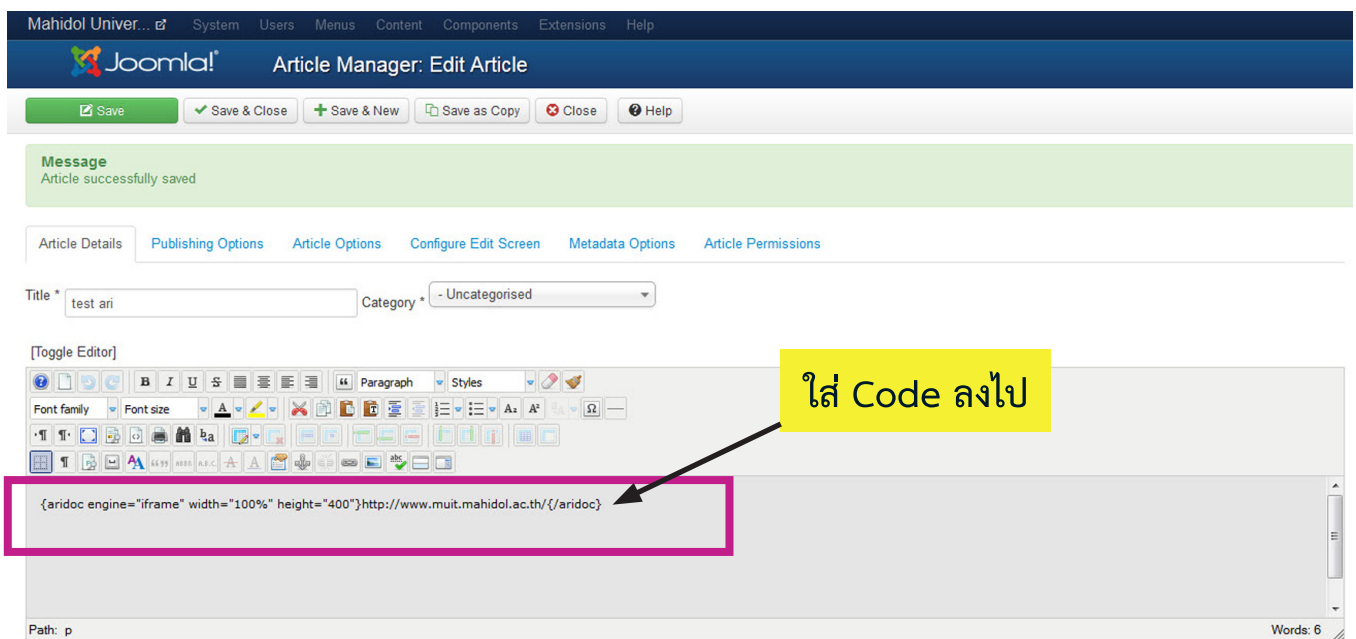 Mahidol Univer... System Users Menus Content Components Extensions Help
Joomla!® Article Manager: Edit Article
Save Save & Close Save & New Save as Copy Close Help
Message
Article successfully saved
Article Details Publishing Options Article Options Configure Edit Screen Metadata Options Article Permissions
Title * test ari Category * - Uncategorised
[Toggle Editor]
B I U S Paragraph Styles
ใส่ Code ลงไป
Font family Font size A A₂ A² Ω
{aridoc engine="iframe" width="100%" height="400"}http://www.muit.mahidol.ac.th/{/aridoc}
Path: p Words: 6